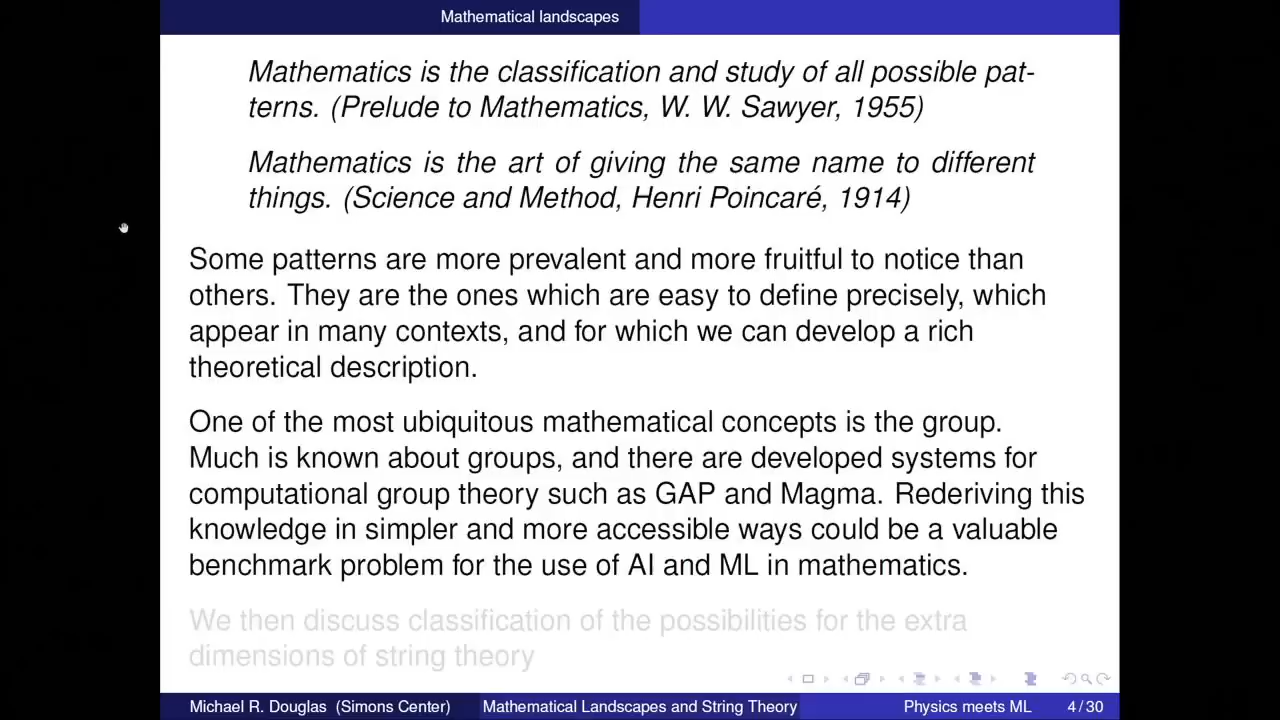 Mathematical landscapes
Mathematics is the classification and study of all possible pat-
terns. (Prelude to Mathematics, W. W. Sawyer, 1955)
Mathematics is the art of giving the same name to different
things. (Science and Method, Henri Poincaré, 1914)
Some patterns are more prevalent and more fruitful to notice than
others. They are the ones which are easy to define precisely, which
appear in many contexts, and for which we can develop a rich
theoretical description.
One of the most ubiquitous mathematical concepts is the group.
Much is known about groups, and there are developed systems for
computational group theory such as GAP and Magma. Rederiving this
knowledge in simpler and more accessible ways could be a valuable
benchmark problem for the use of AI and ML in mathematics.
We then discuss classification of the possibilities for the extra
dimensions of string theory
Michael R. Douglas (Simons Center) Mathematical Landscapes and String Theory Physics meets ML 4 / 30